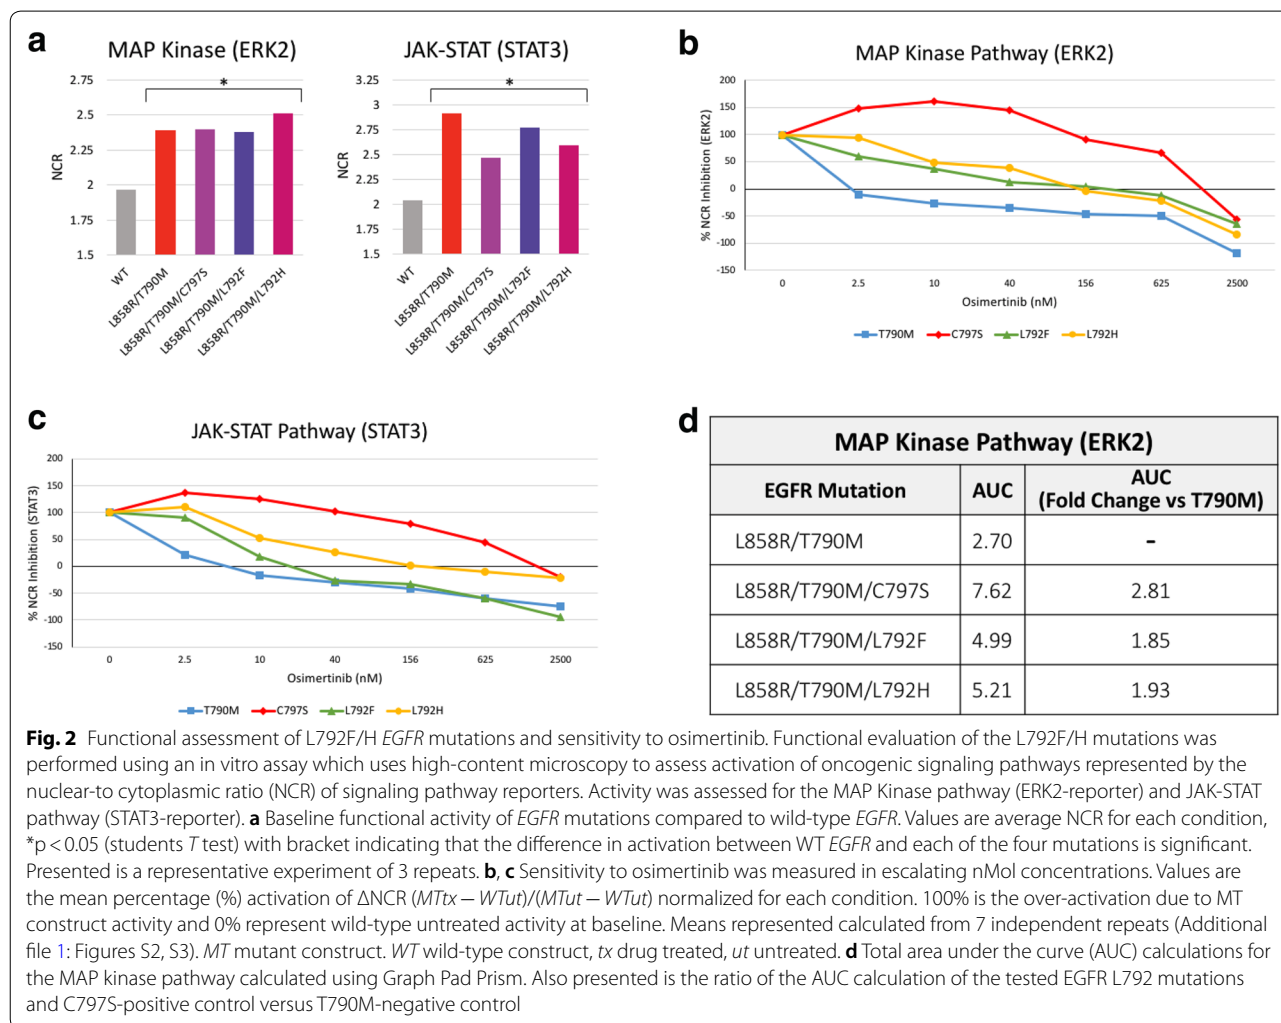 a
MAP Kinase (ERK2)
NCR
2.75
2.5
2.25
2
1.75
1.5
*
WT
L858R/T790M
L858R/T790M/C797S
L858R/T790M/L792F
L858R/T790M/L792H
JAK-STAT (STAT3)
NCR
3.25
3
2.75
2.5
2.25
2
1.75
1.5
*
WT
L858R/T790M
L858R/T790M/C797S
L858R/T790M/L792F
L858R/T790M/L792H
b
MAP Kinase Pathway (ERK2)
% NCR Inhibition (ERK2)
200
150
100
50
0
-50
-100
-150
0 2.5 10 40 156 625 2500
Osimertinib (nM)
T790M C797S L792F L792H
c
JAK-STAT Pathway (STAT3)
% NCR Inhibition (STAT3)
200
150
100
50
0
-50
-100
-150
0 2.5 10 40 156 625 2500
Osimertinib (nM)
T790M C797S L792F L792H
d
MAP Kinase Pathway (ERK2)
EGFR Mutation AUC AUC
(Fold Change vs T790M)
L858R/T790M 2.70 –
L858R/T790M/C797S 7.62 2.81
L858R/T790M/L792F 4.99 1.85
L858R/T790M/L792H 5.21 1.93
Fig. 2 Functional assessment of L792F/H EGFR mutations and sensitivity to osimertinib. Functional evaluation of the L792F/H mutations was
performed using an in vitro assay which uses high-content microscopy to assess activation of oncogenic signaling pathways represented by the
nuclear-to cytoplasmic ratio (NCR) of signaling pathway reporters. Activity was assessed for the MAP Kinase pathway (ERK2-reporter) and JAK-STAT
pathway (STAT3-reporter). a Baseline functional activity of EGFR mutations compared to wild-type EGFR. Values are average NCR for each condition,
*p < 0.05 (students T test) with bracket indicating that the difference in activation between WT EGFR and each of the four mutations is significant.
Presented is a representative experiment of 3 repeats. b, c Sensitivity to osimertinib was measured in escalating nMol concentrations. Values are
the mean percentage (%) activation of ΔNCR (MTtx − WTut)/(MTut − WTut) normalized for each condition. 100% is the over-activation due to MT
construct activity and 0% represent wild-type untreated activity at baseline. Means represented calculated from 7 independent repeats (Additional
file 1: Figures S2, S3). MT mutant construct. WT wild-type construct, tx drug treated, ut untreated. d Total area under the curve (AUC) calculations for
the MAP kinase pathway calculated using Graph Pad Prism. Also presented is the ratio of the AUC calculation of the tested EGFR L792 mutations
and C797S-positive control versus T790M-negative control